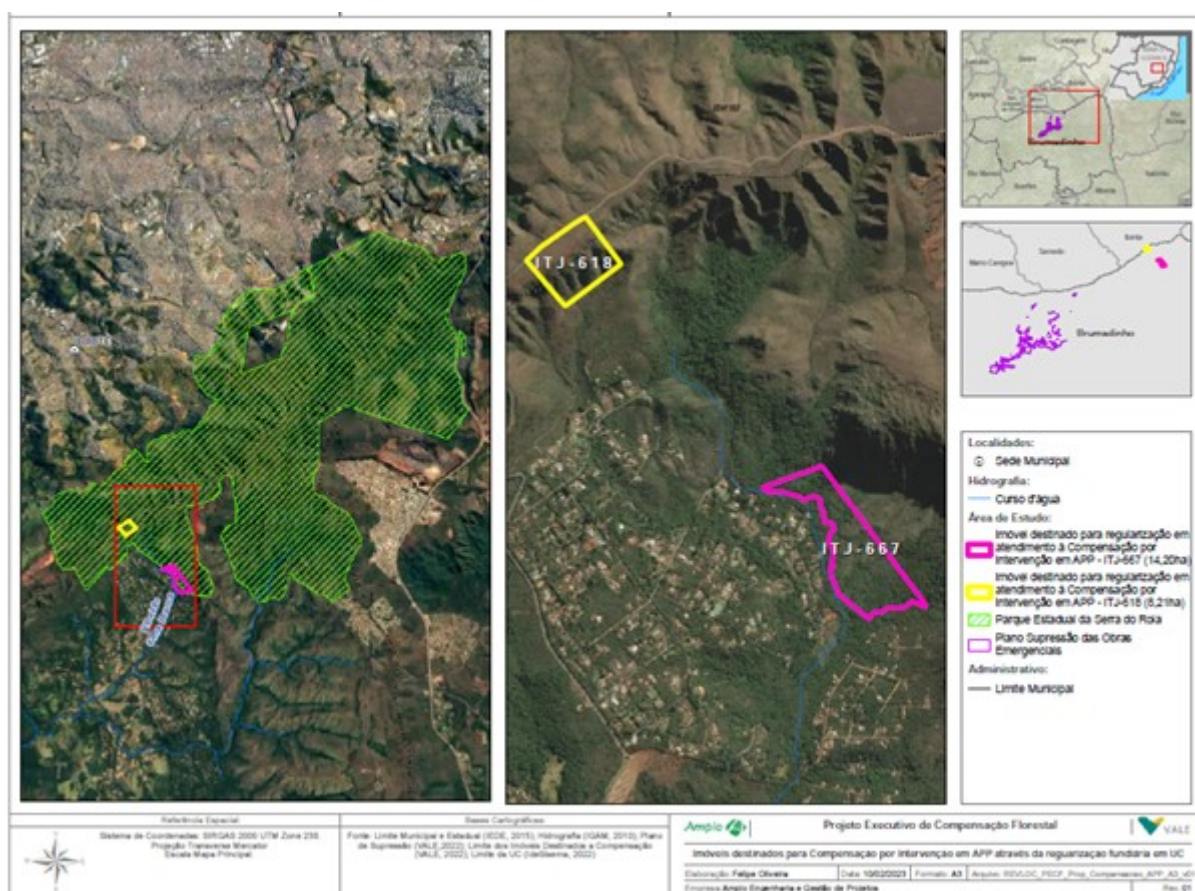 ITJ-618
ITJ-667
Brumadinho
Sarzedo
Ibirité
Mário Campos
Brumadinho
Localidades:
Sede Municipal
Hidrografia:
Curso d'água
Área de Estudo:
Imóvel destinado para regularização em
atendimento à Compensação por
Intervenção em APP - ITJ-667 (14,20ha)
Imóvel destinado para regularização em
atendimento à Compensação por
Intervenção em APP - ITJ-618 (8,21ha)
Parque Estadual da Serra do Rola
Plano Supressão das Obras
Emergenciais
Administrativo:
Limite Municipal
Referência Espacial:
Sistema de Coordenadas: SIRGAS 2000 UTM Zone 23S
Projeção Transversa Mercator
Escala Mapa Principal:
Bases Cartográficas
Fonte: Limite Municipal e Estadual (IEDE, 2015); Hidrografia (IGAM, 2010); Plano
de Supressão (VALE, 2022); Limite dos Imóveis Destinados a Compensação
(VALE, 2022); Limite da UC (IdeSisema, 2022)
Amplo
Projeto Executivo de Compensação Florestal
VALE
Imóveis destinados para Compensação por Intervenção em APP através da regularização fundiária em UC
Elaboração: Felipe Oliveira
Data: 10/02/2023
Formato: A3
Arquivo:
Empresa: Amplo Engenharia e Gestão de Projetos